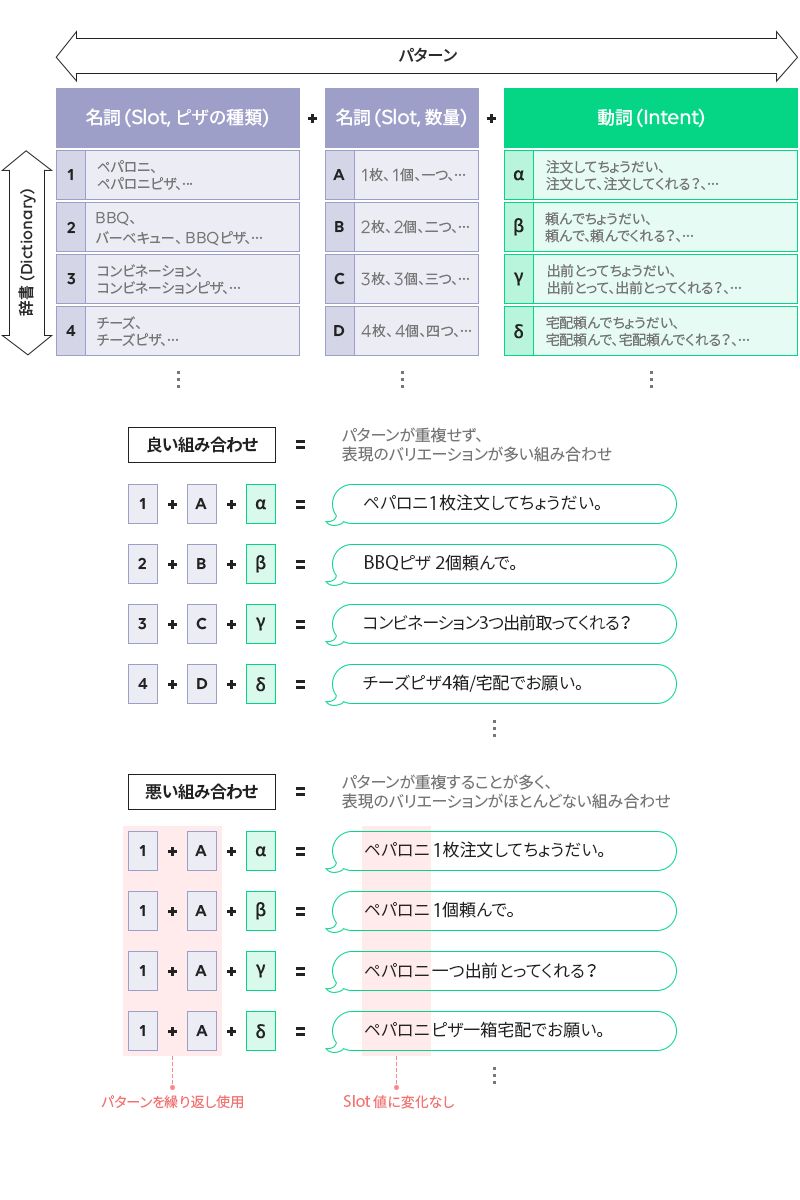 パターン
名詞 (Slot, ピザの種類) + 名詞 (Slot, 数量) + 動詞 (Intent)
辞書 (Dictionary)
1 ペパロニ、
ペパロニピザ、…
A 1枚、1個、一つ、…
α 注文してちょうだい、
注文して、注文してくれる？、…
2 BBQ、
バーベキュー、BBQピザ、…
B 2枚、2個、二つ、…
β 頼んでちょうだい、
頼んで、頼んでくれる？、…
3 コンビネーション、
コンビネーションピザ、…
C 3枚、3個、三つ、…
γ 出前とってちょうだい、
出前とって、出前とってくれる？、…
4 チーズ、
チーズピザ、…
D 4枚、4個、四つ、…
δ 宅配頼んでちょうだい、
宅配頼んで、宅配頼んでくれる？、…
⋮ ⋮ ⋮
良い組み合わせ = パターンが重複せず、
表現のバリエーションが多い組み合わせ
1 + A + α = ペパロニ1枚注文してちょうだい。
2 + B + β = BBQピザ 2個頼んで。
3 + C + γ = コンビネーション3つ出前取ってくれる？
4 + D + δ = チーズピザ4箱/宅配でお願い。
⋮
悪い組み合わせ = パターンが重複することが多く、
表現のバリエーションがほとんどない組み合わせ
1 + A + α = ペパロニ 1枚注文してちょうだい。
1 + A + β = ペパロニ 1個頼んで。
1 + A + γ = ペパロニ一つ出前とってくれる？
1 + A + δ = ペパロニピザ一箱宅配でお願い。
⋮
パターンを繰り返し使用
Slot 値に変化なし